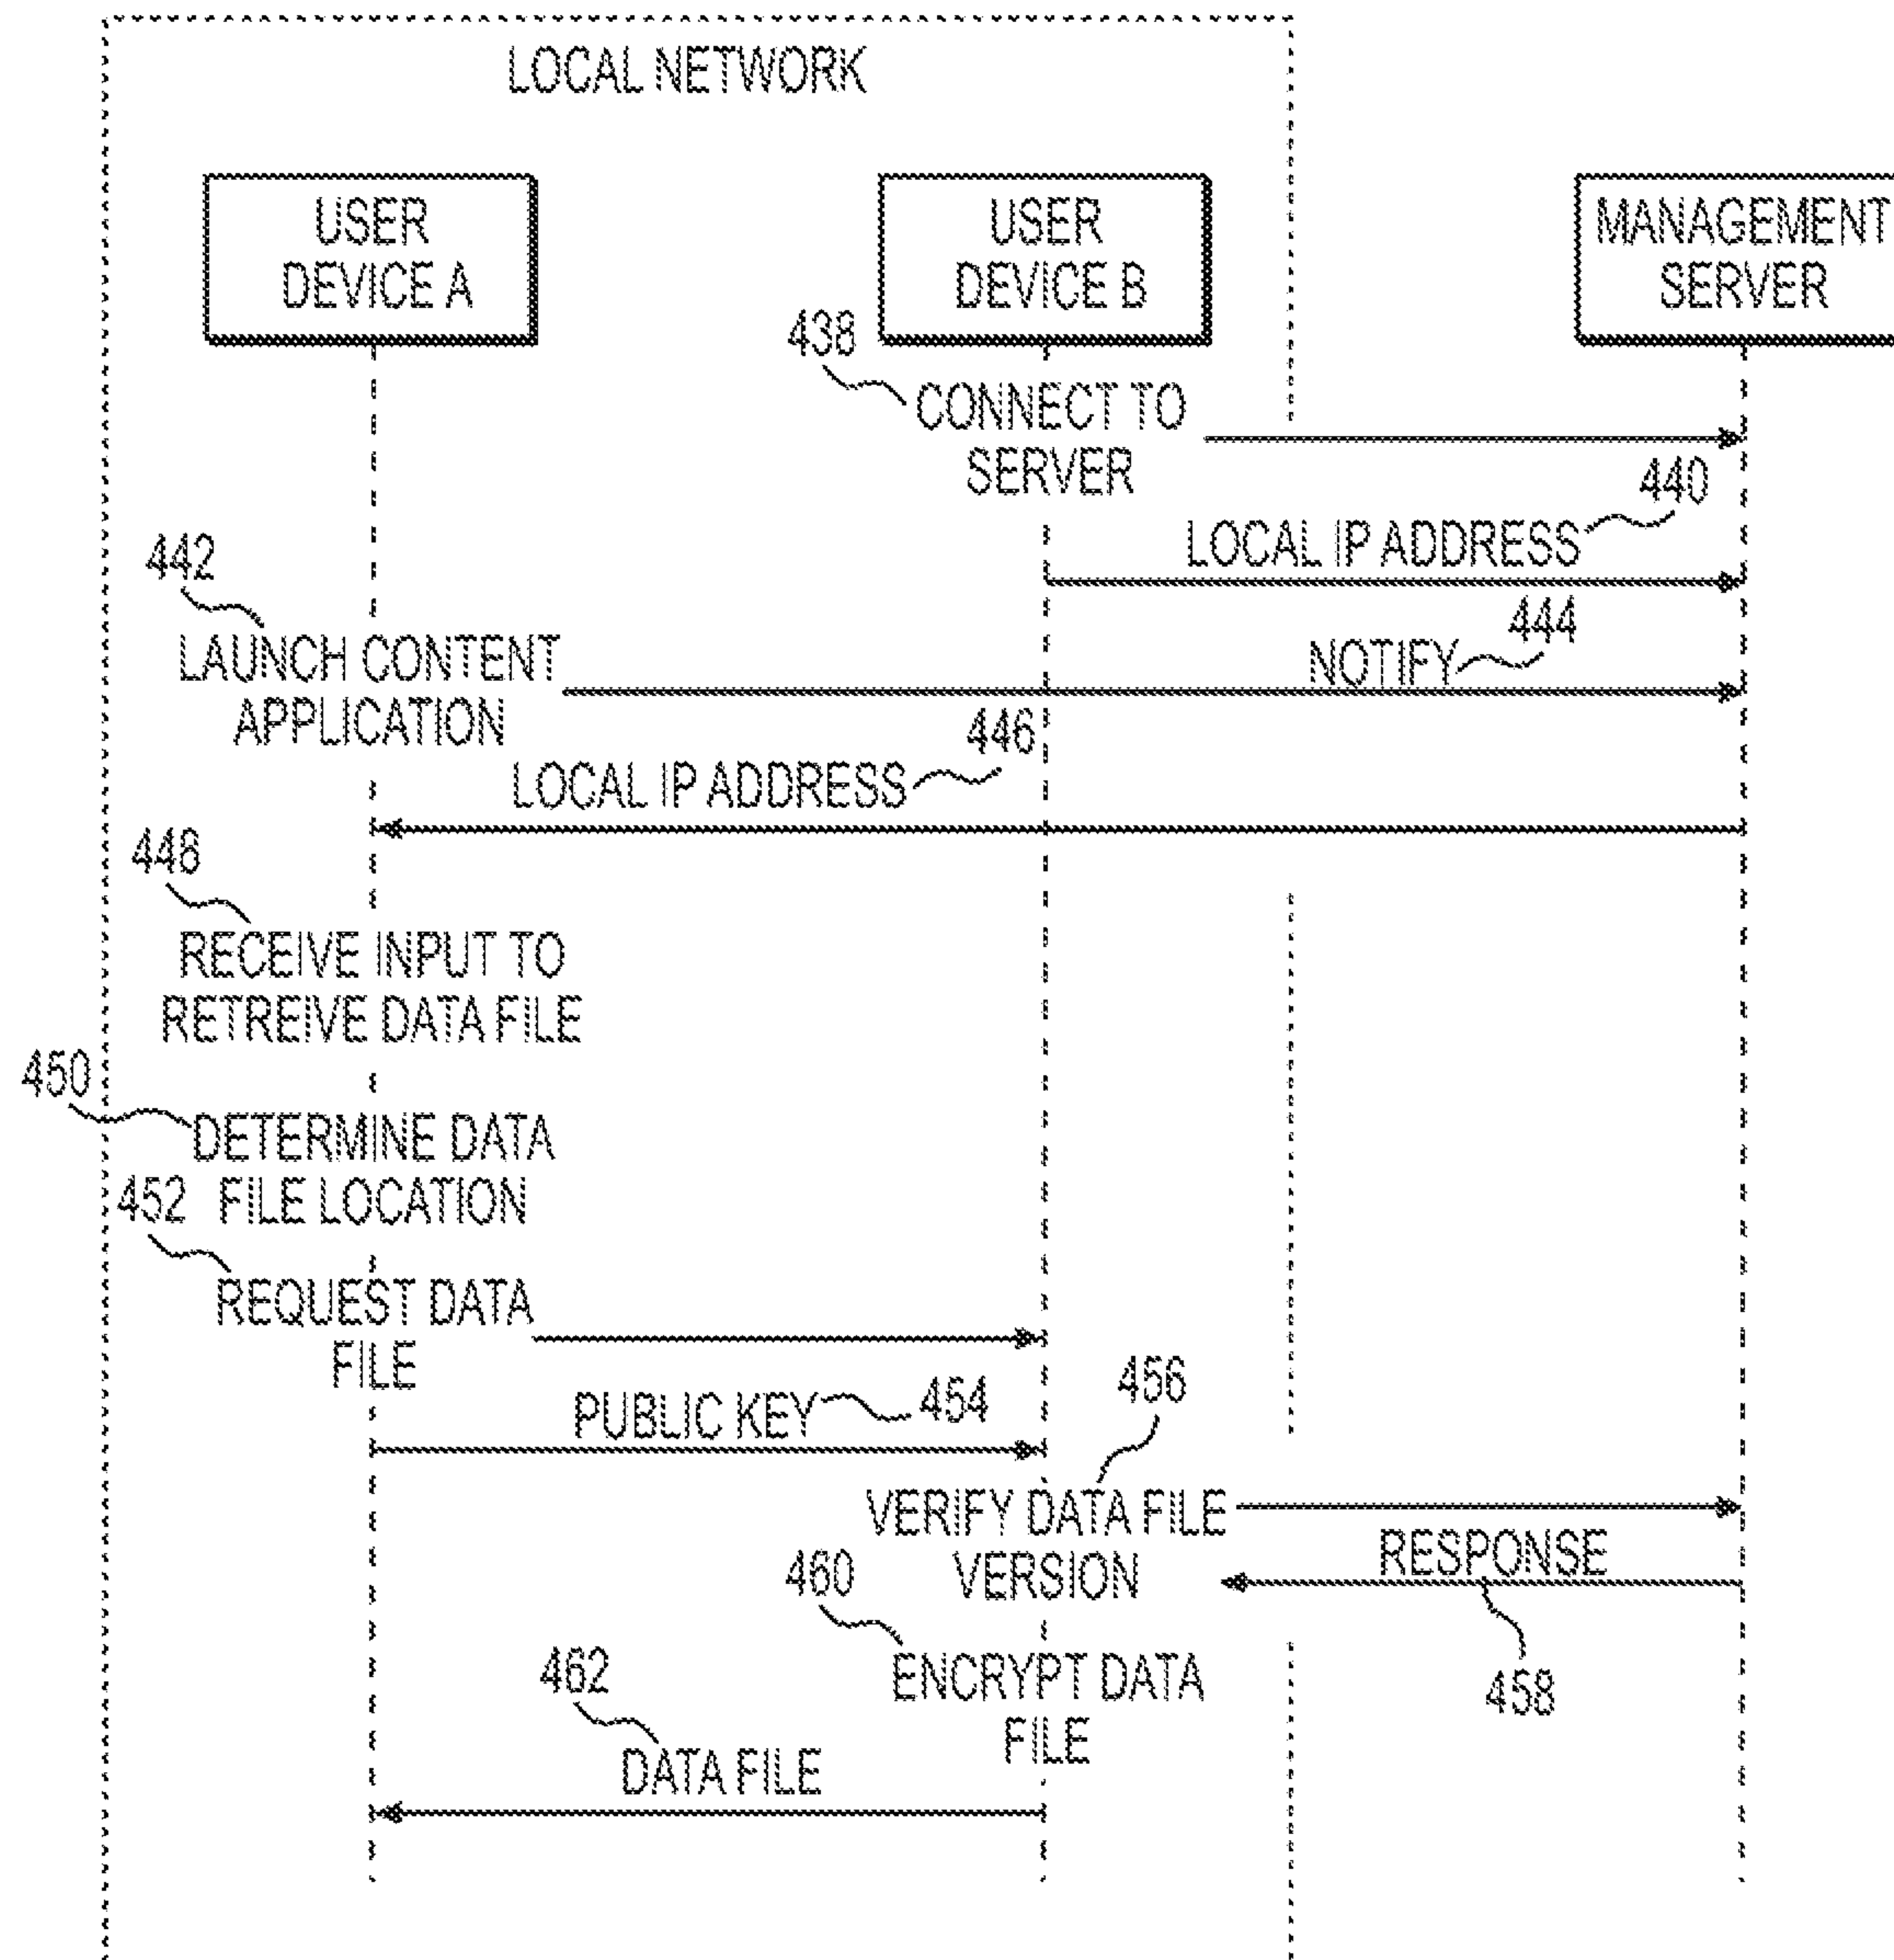 LOCAL NETWORK
USER
DEVICE A
USER
DEVICE B
MANAGEMENT
SERVER
438
CONNECT TO
SERVER
440
LOCAL IP ADDRESS
442
LAUNCH CONTENT
APPLICATION
444
NOTIFY
446
LOCAL IP ADDRESS
448
RECEIVE INPUT TO
RETREIVE DATA FILE
450
DETERMINE DATA
FILE LOCATION
452
REQUEST DATA
FILE
PUBLIC KEY 454
456
VERIFY DATA FILE
VERSION
RESPONSE
458
460
ENCRYPT DATA
FILE
462
DATA FILE